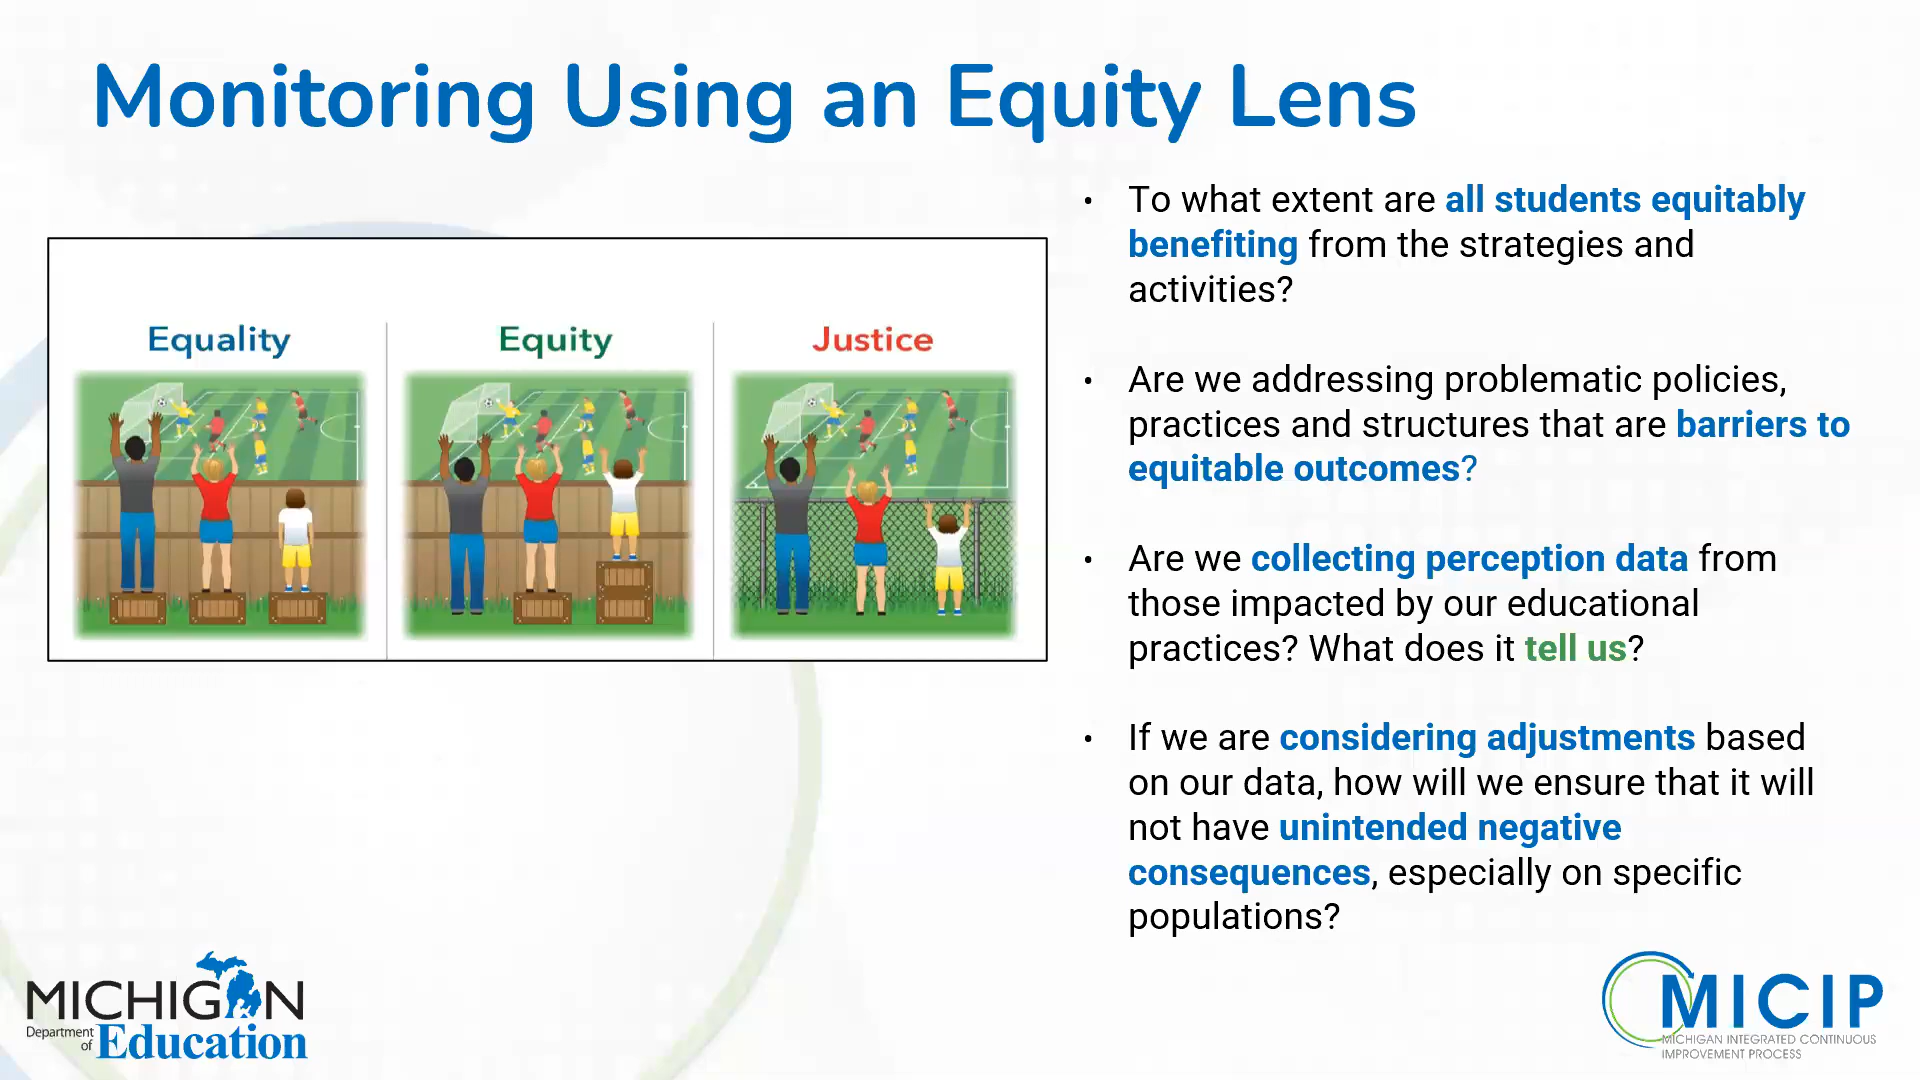 Monitoring Using an Equity Lens
Equality
Equity
Justice
• To what extent are all students equitably
benefiting from the strategies and
activities?
• Are we addressing problematic policies,
practices and structures that are barriers to
equitable outcomes?
• Are we collecting perception data from
those impacted by our educational
practices? What does it tell us?
• If we are considering adjustments based
on our data, how will we ensure that it will
not have unintended negative
consequences, especially on specific
populations?
MICHIGAN
Department
of Education
MICIP
MICHIGAN INTEGRATED CONTINUOUS
IMPROVEMENT PROCESS